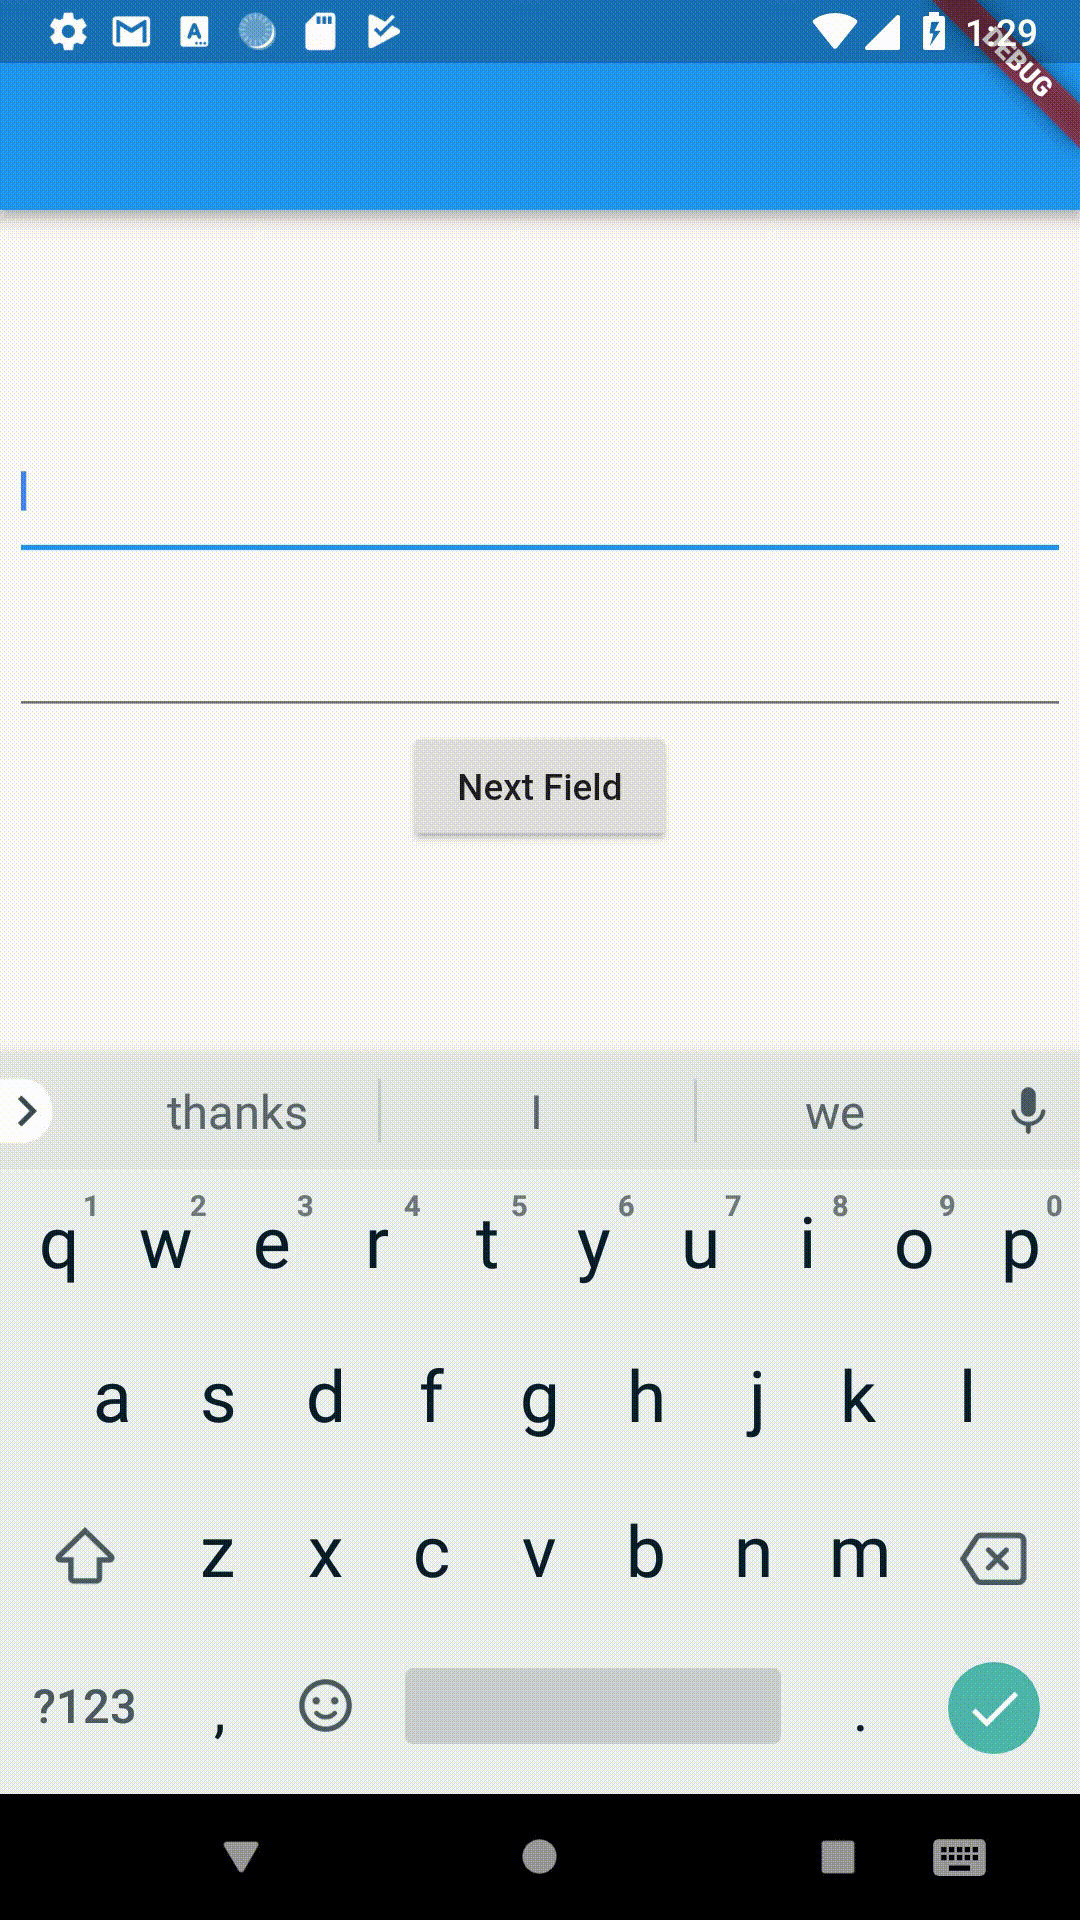 1:29
DEBUG
Next Field
thanks I we
1 2 3 4 5 6 7 8 9 0
q w e r t y u i o p
a s d f g h j k l
z x c v b n m
?123 , .